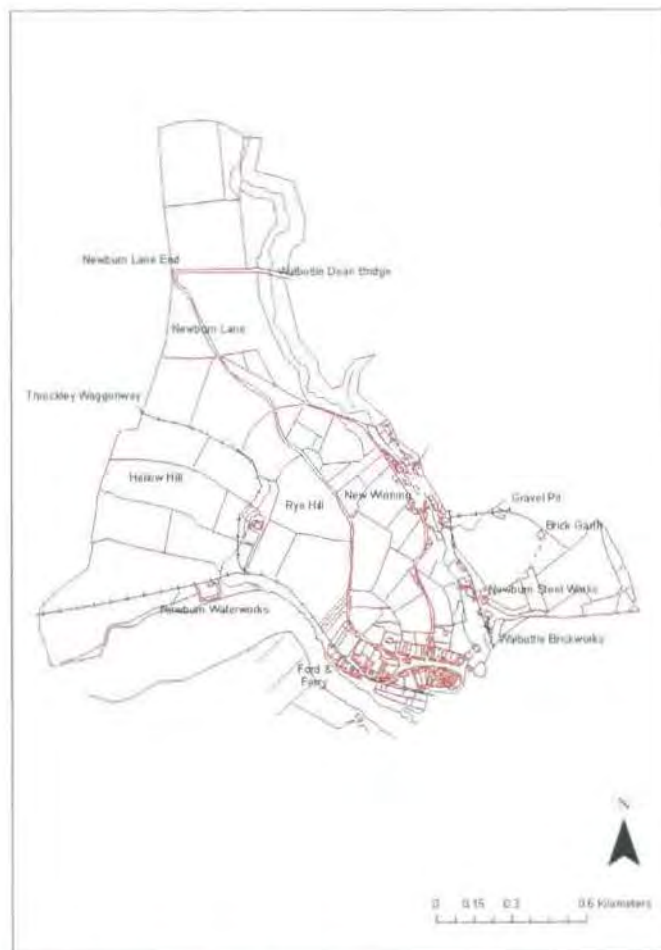 Newburn Lane End
Walbottle Dean Bridge
Newburn Lane
Throckley Waggonway
Heron Hill
Rye Hill
New Winning
Gravel Pit
Brick Garth
Newburn Steel Works
Newburn Waterworks
Walbottle Brickworks
Ford &
Ferry
N
0 0.15 0.3 0.6 Kilometers